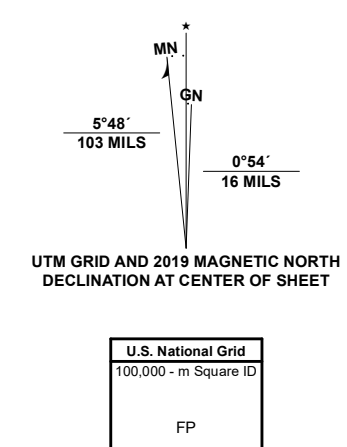 MN
GN
5°48´
103 MILS
0°54´
16 MILS
UTM GRID AND 2019 MAGNETIC NORTH
DECLINATION AT CENTER OF SHEET
U.S. National Grid
100,000 - m Square ID
FP